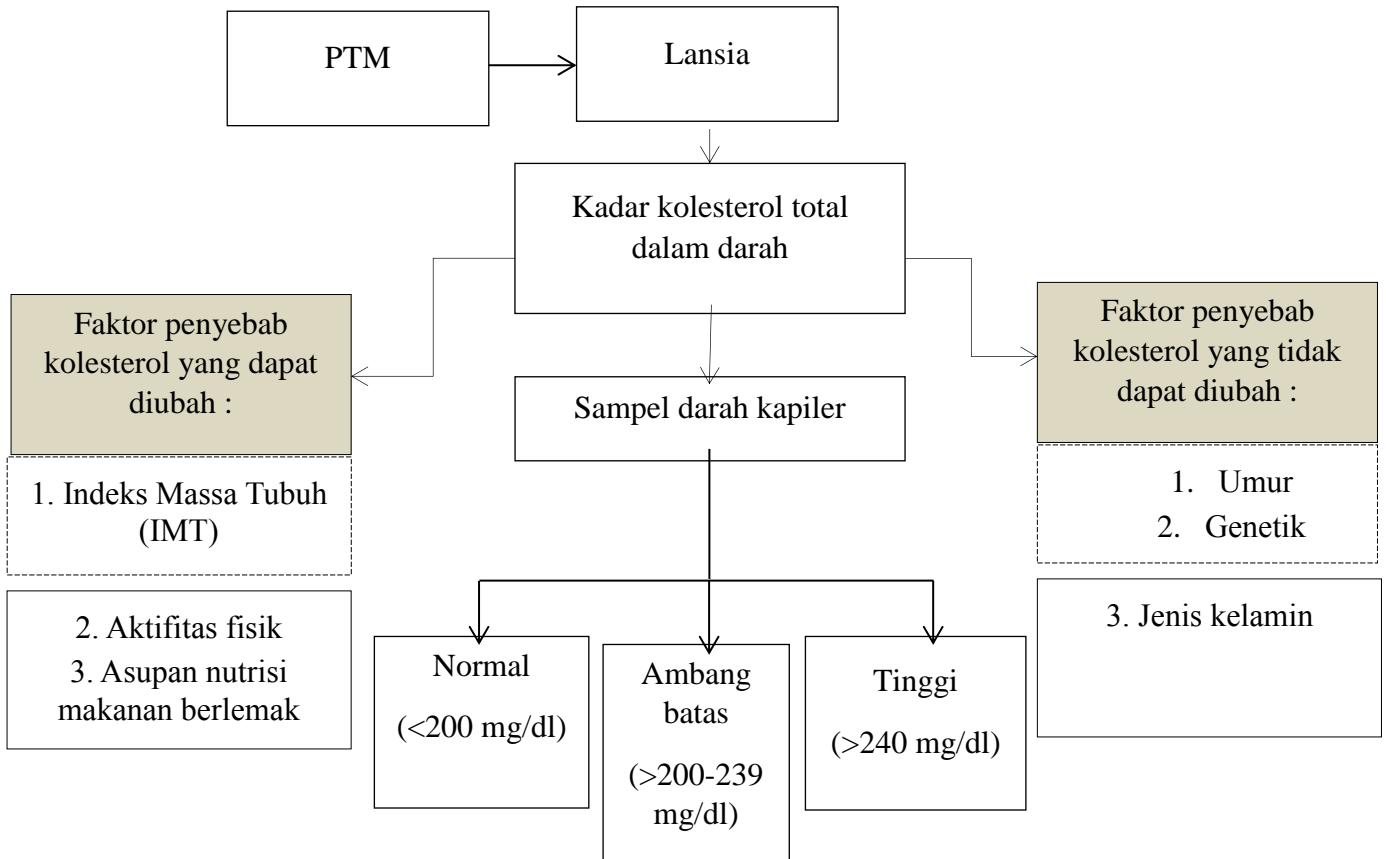 PTM
Lansia
Kadar kolesterol total
dalam darah
Faktor penyebab
kolesterol yang dapat
diubah :
Faktor penyebab
kolesterol yang tidak
dapat diubah :
Sampel darah kapiler
1. Indeks Massa Tubuh
(IMT)
1. Umur
2. Genetik
2. Aktifitas fisik
3. Asupan nutrisi
makanan berlemak
3. Jenis kelamin
Normal
(<200 mg/dl)
Ambang
batas
(>200-239
mg/dl)
Tinggi
(>240 mg/dl)